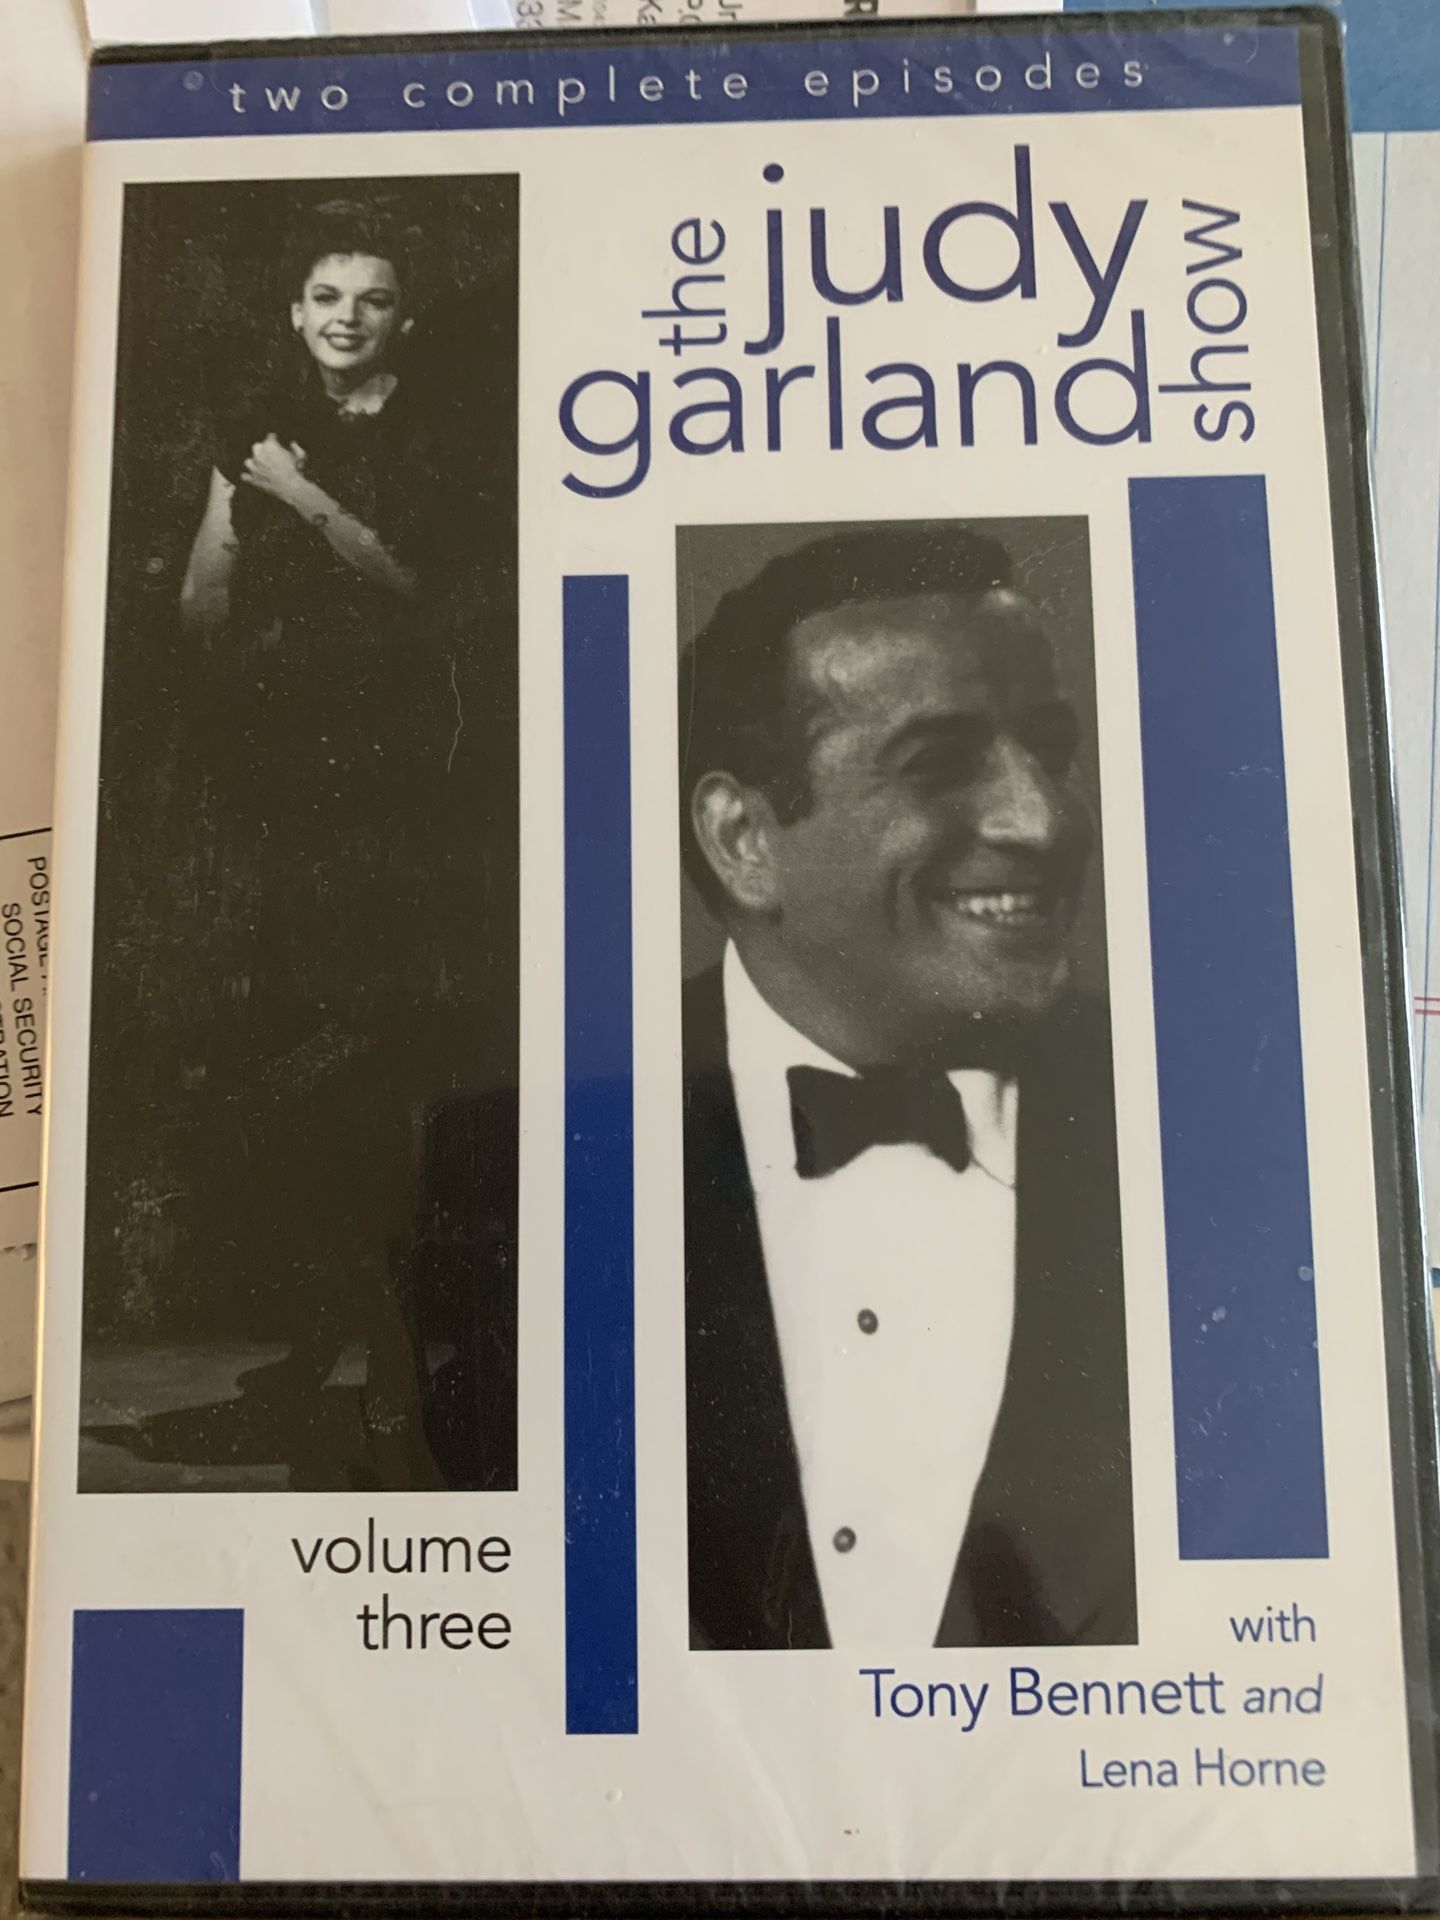 two complete episodes
the judy
garland show
volume
three
with
Tony Bennett and
Lena Horne
SOCIAL SECURITY